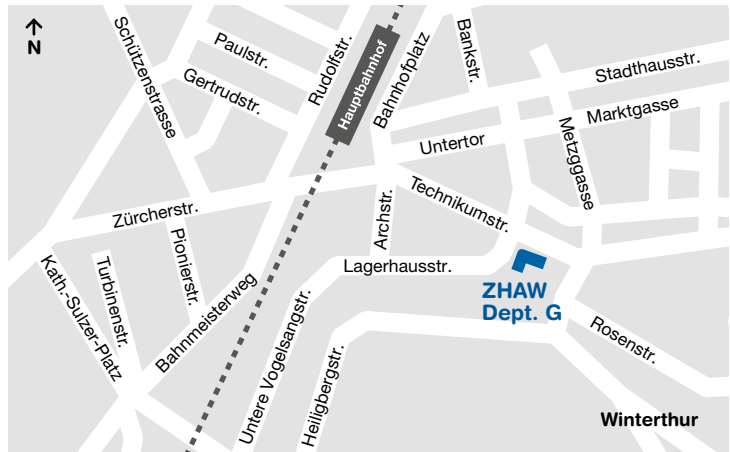 N
Schützenstrasse
Paulstr.
Gertrudstr.
Rudolfstr.
Hauptbahnhof
Bahnhofplatz
Bankstr.
Stadthausstr.
Marktgasse
Untertor
Metzggasse
Technikumstr.
Zürcherstr.
Pionierstr.
Archstr.
Lagerhausstr.
Kath.-Sulzer-Platz
Turbinenstr.
Bahnmeisterweg
ZHAW
Dept. G
Untere Vogelsangstr.
Heiligbergstr.
Rosenstr.
Winterthur